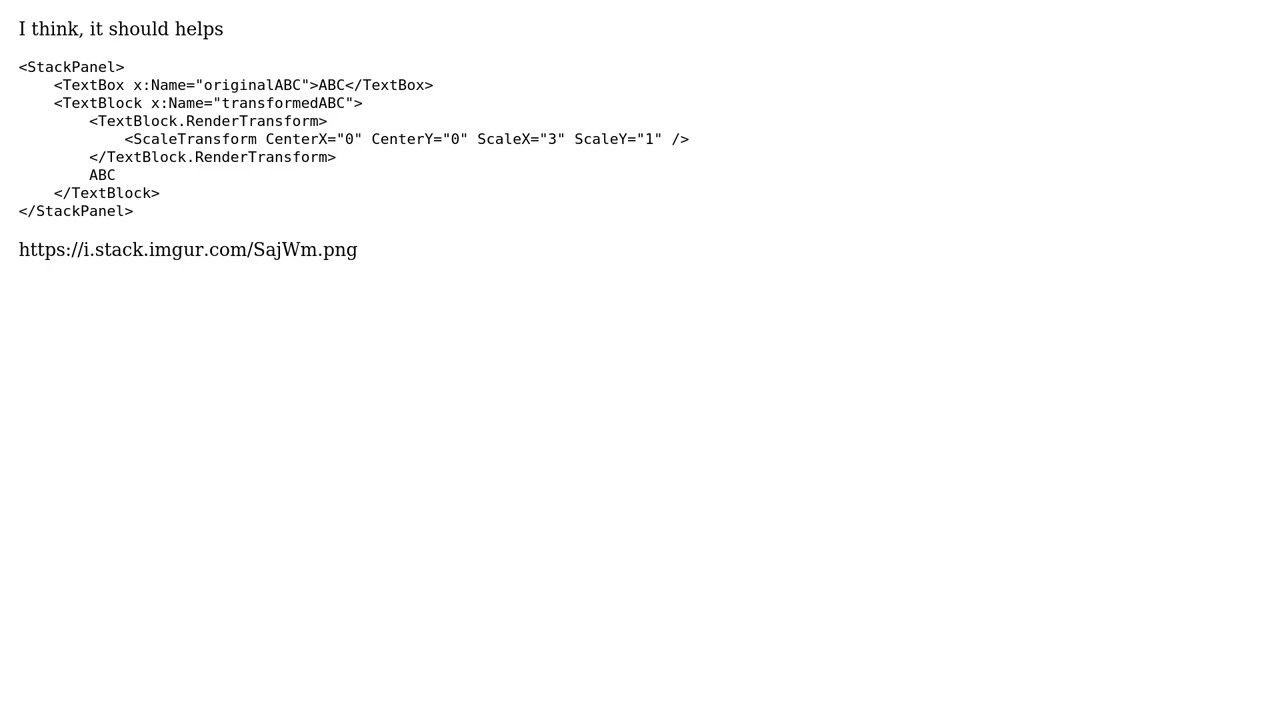 I think, it should helps
<StackPanel>
    <TextBox x:Name="originalABC">ABC</TextBox>
    <TextBlock x:Name="transformedABC">
        <TextBlock.RenderTransform>
            <ScaleTransform CenterX="0" CenterY="0" ScaleX="3" ScaleY="1" />
        </TextBlock.RenderTransform>
        ABC
    </TextBlock>
</StackPanel>
https://i.stack.imgur.com/SajWm.png